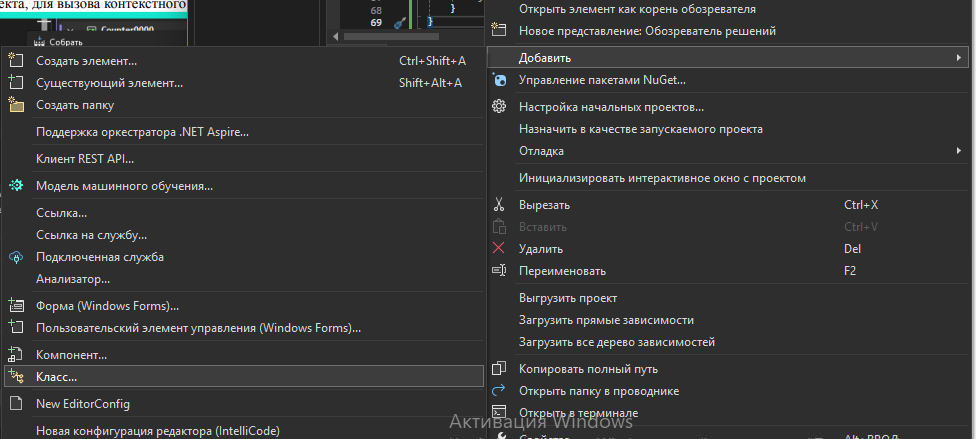 екта, для вызова контекстного
Counter0000
Собрать
68
69
}
}
Открыть элемент как корень обозревателя
Новое представление: Обозреватель решений
Добавить
Управление пакетами NuGet...
Настройка начальных проектов...
Назначить в качестве запускаемого проекта
Отладка
Инициализировать интерактивное окно с проектом
Вырезать Ctrl+X
Вставить Ctrl+V
Удалить Del
Переименовать F2
Выгрузить проект
Загрузить прямые зависимости
Загрузить все дерево зависимостей
Копировать полный путь
Открыть папку в проводнике
Открыть в терминале
Свойства Alt+ВВОД
Создать элемент... Ctrl+Shift+A
Существующий элемент... Shift+Alt+A
Создать папку
Поддержка оркестратора .NET Aspire...
Клиент REST API...
Модель машинного обучения...
Ссылка...
Ссылка на службу...
Подключенная служба
Анализатор...
Форма (Windows Forms)...
Пользовательский элемент управления (Windows Forms)...
Компонент...
Класс...
New EditorConfig
Новая конфигурация редактора (IntelliCode)
Активация Windows